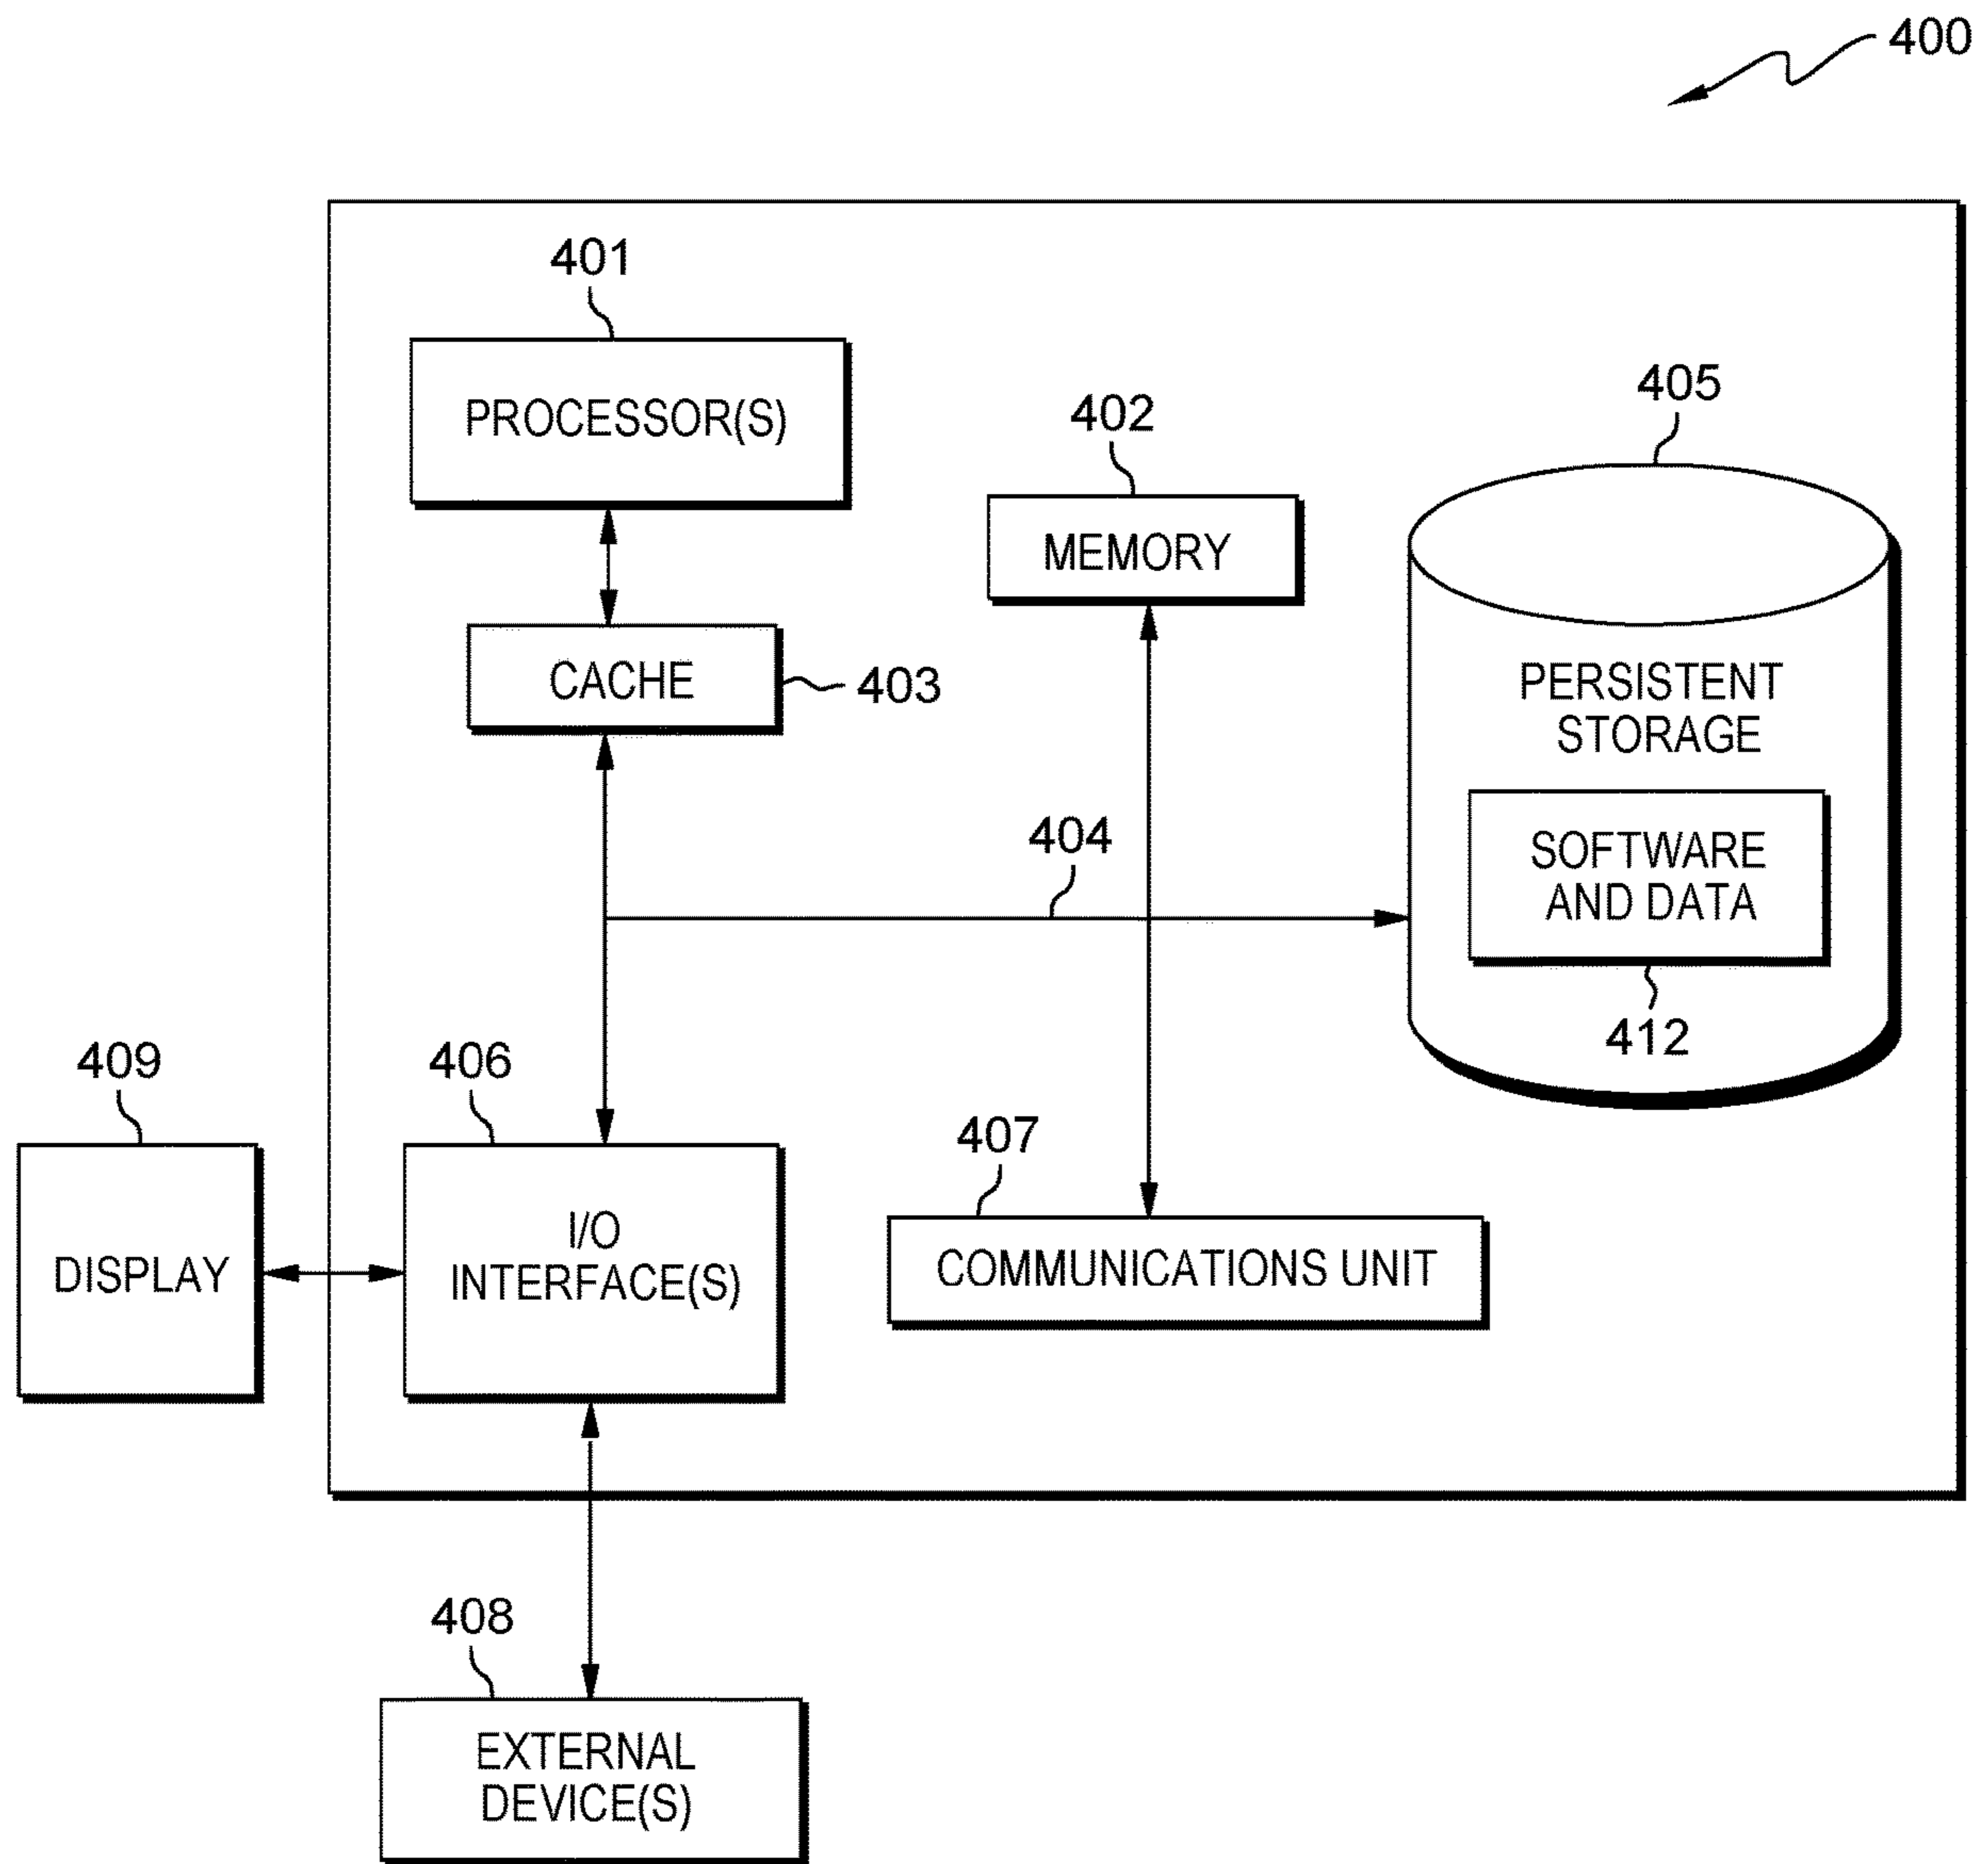 400
401
PROCESSOR(S)
402
MEMORY
405
CACHE
403
PERSISTENT
STORAGE
404
SOFTWARE
AND DATA
412
409
406
407
DISPLAY
I/O
INTERFACE(S)
COMMUNICATIONS UNIT
408
EXTERNAL
DEVICE(S)